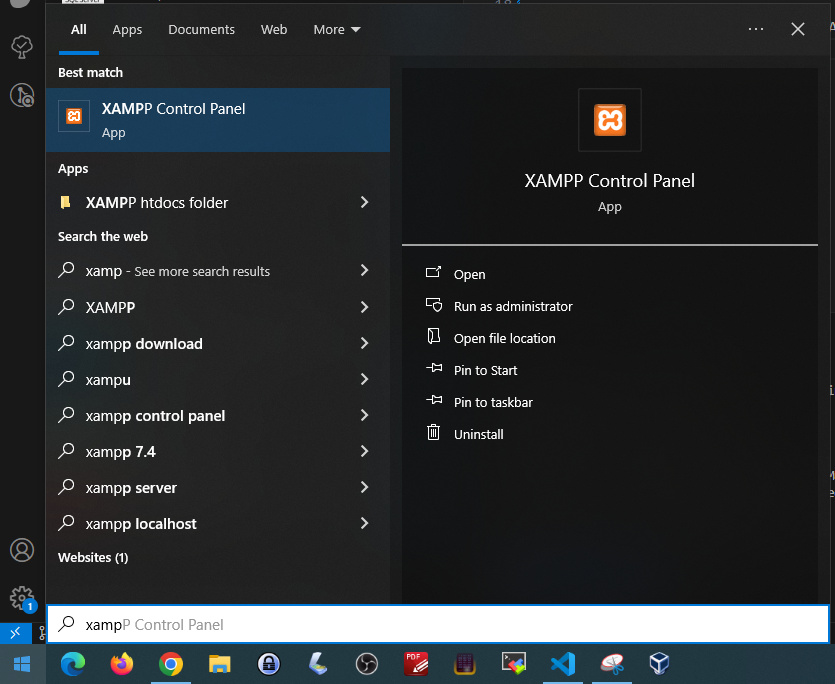 All Apps Documents Web More
Best match
XAMPP Control Panel
App
Apps
XAMPP htdocs folder
Search the web
xamp - See more search results
XAMPP
xampp download
xampu
xampp control panel
xampp 7.4
xampp server
xampp localhost
Websites (1)
XAMPP Control Panel
App
Open
Run as administrator
Open file location
Pin to Start
Pin to taskbar
Uninstall
1
xampP Control Panel
PDF